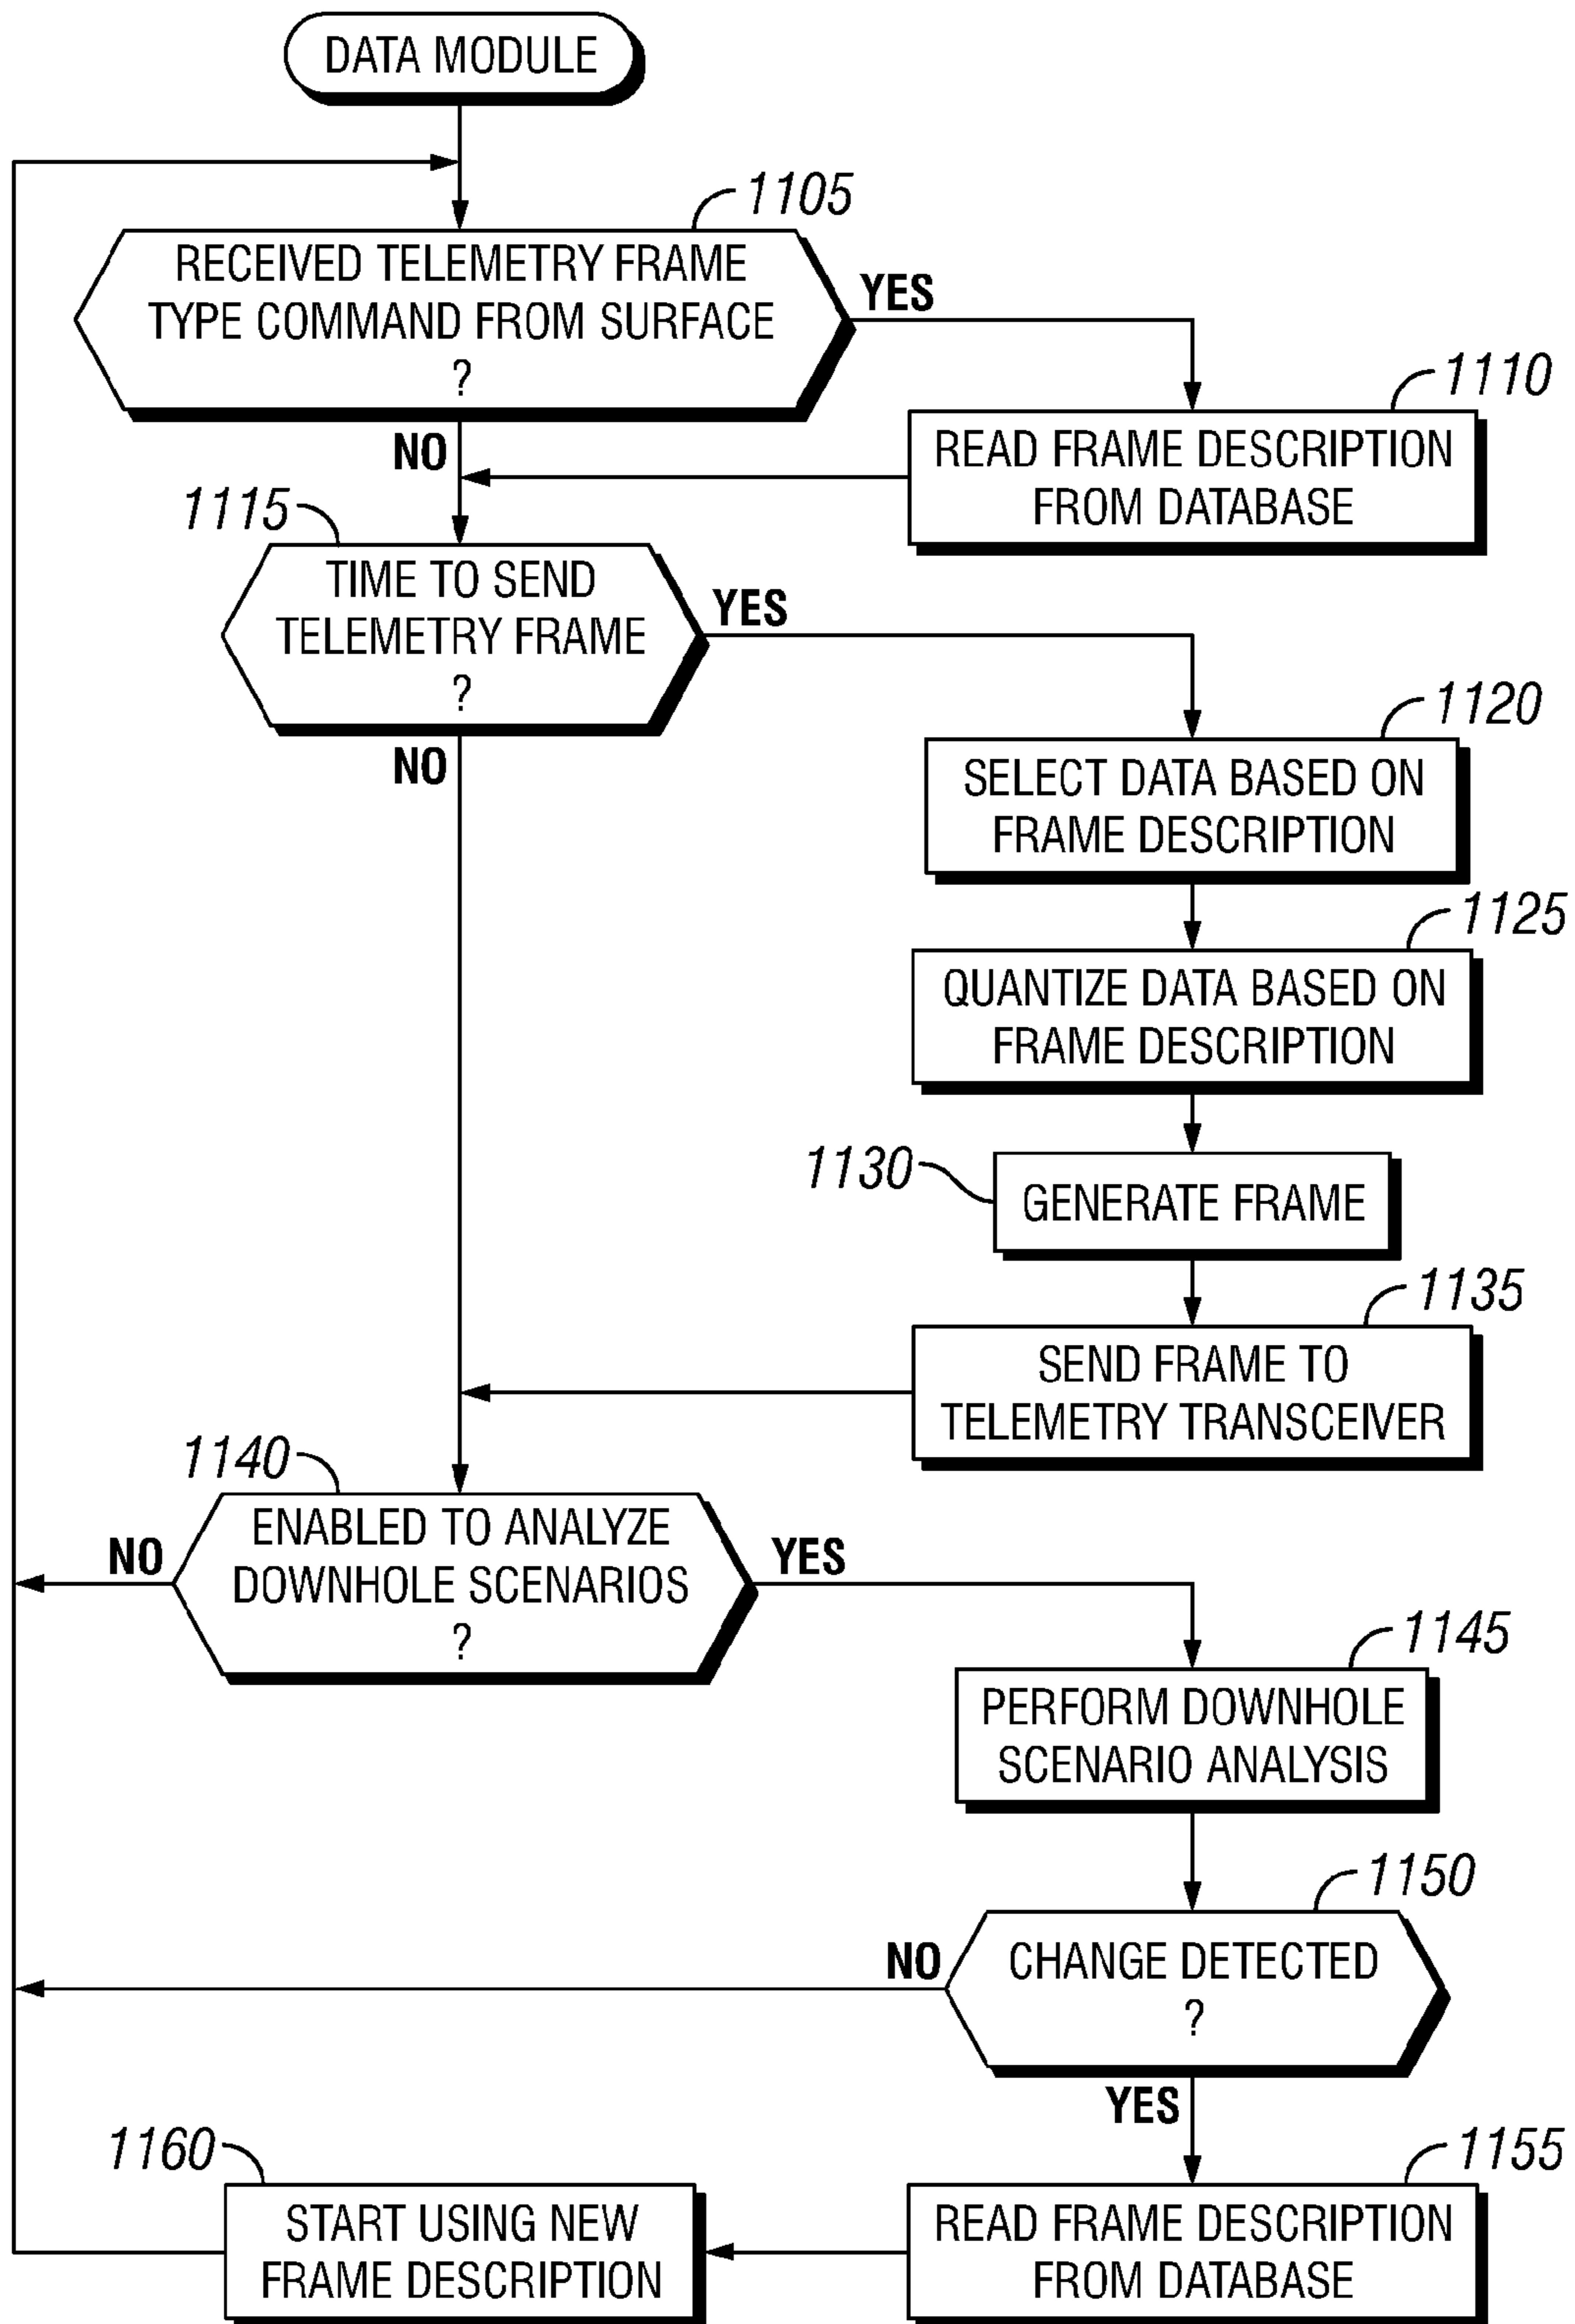 DATA MODULE
1105
RECEIVED TELEMETRY FRAME
TYPE COMMAND FROM SURFACE
?
YES
NO
1110
READ FRAME DESCRIPTION
FROM DATABASE
1115
TIME TO SEND
TELEMETRY FRAME
?
YES
NO
1120
SELECT DATA BASED ON
FRAME DESCRIPTION
1125
QUANTIZE DATA BASED ON
FRAME DESCRIPTION
1130
GENERATE FRAME
1135
SEND FRAME TO
TELEMETRY TRANSCEIVER
1140
ENABLED TO ANALYZE
DOWNHOLE SCENARIOS
?
NO
YES
1145
PERFORM DOWNHOLE
SCENARIO ANALYSIS
1150
CHANGE DETECTED
?
NO
YES
1155
READ FRAME DESCRIPTION
FROM DATABASE
1160
START USING NEW
FRAME DESCRIPTION